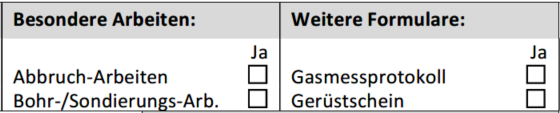 Besondere Arbeiten: Weitere Formulare:
Ja Ja
Abbruch-Arbeiten Gasmessprotokoll
Bohr-/Sondierungs-Arb. Gerüstschein